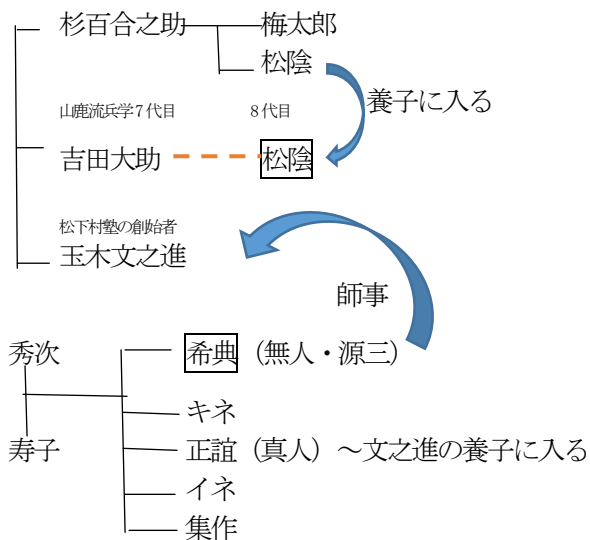 杉百合之助 梅太郎
松陰
養子に入る
山鹿流兵学7代目 8代目
吉田大助 松陰
松下村塾の創始者
玉木文之進
師事
秀次 希典（無人・源三）
キネ
寿子 正誼（真人）～文之進の養子に入る
イネ
集作